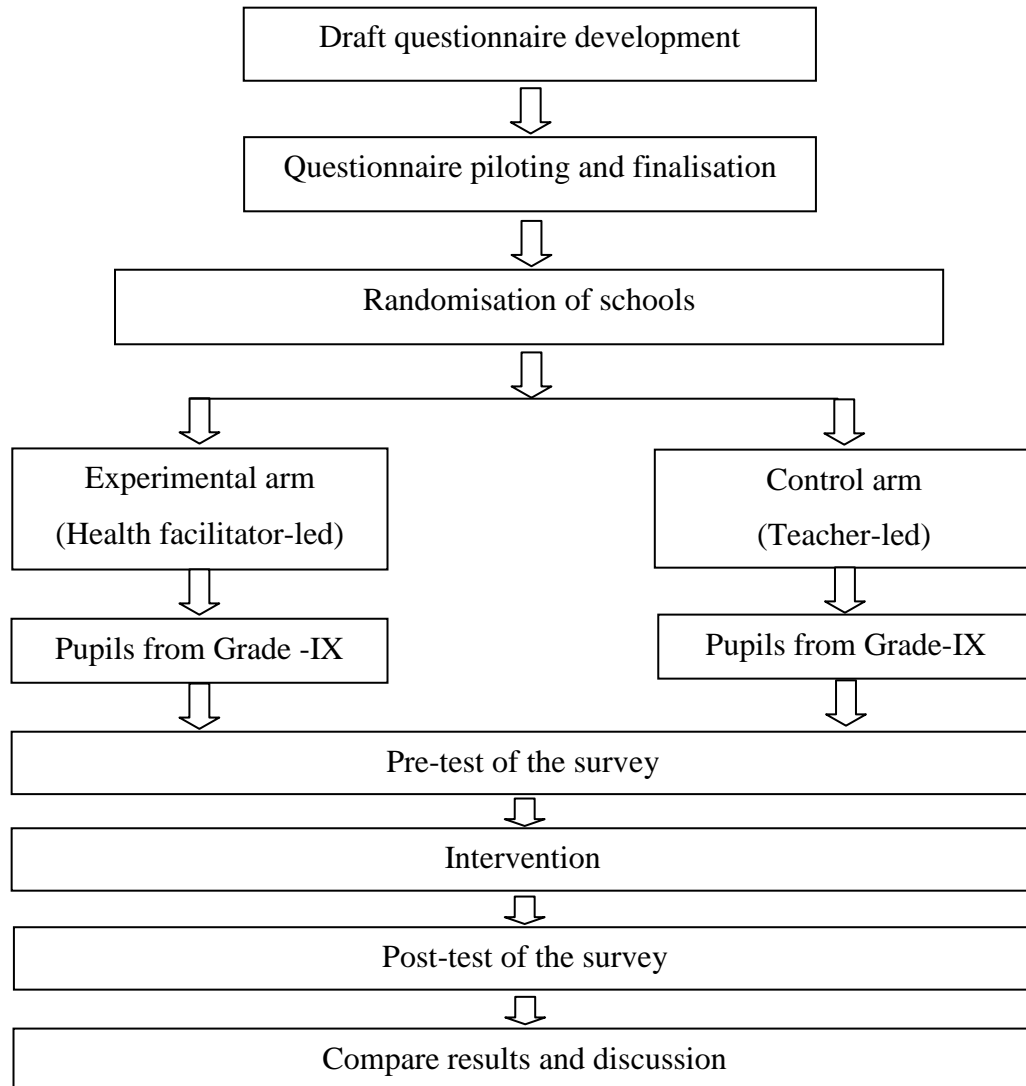 Draft questionnaire development
Questionnaire piloting and finalisation
Randomisation of schools
Experimental arm
(Health facilitator-led)
Control arm
(Teacher-led)
Pupils from Grade -IX
Pupils from Grade-IX
Pre-test of the survey
Intervention
Post-test of the survey
Compare results and discussion